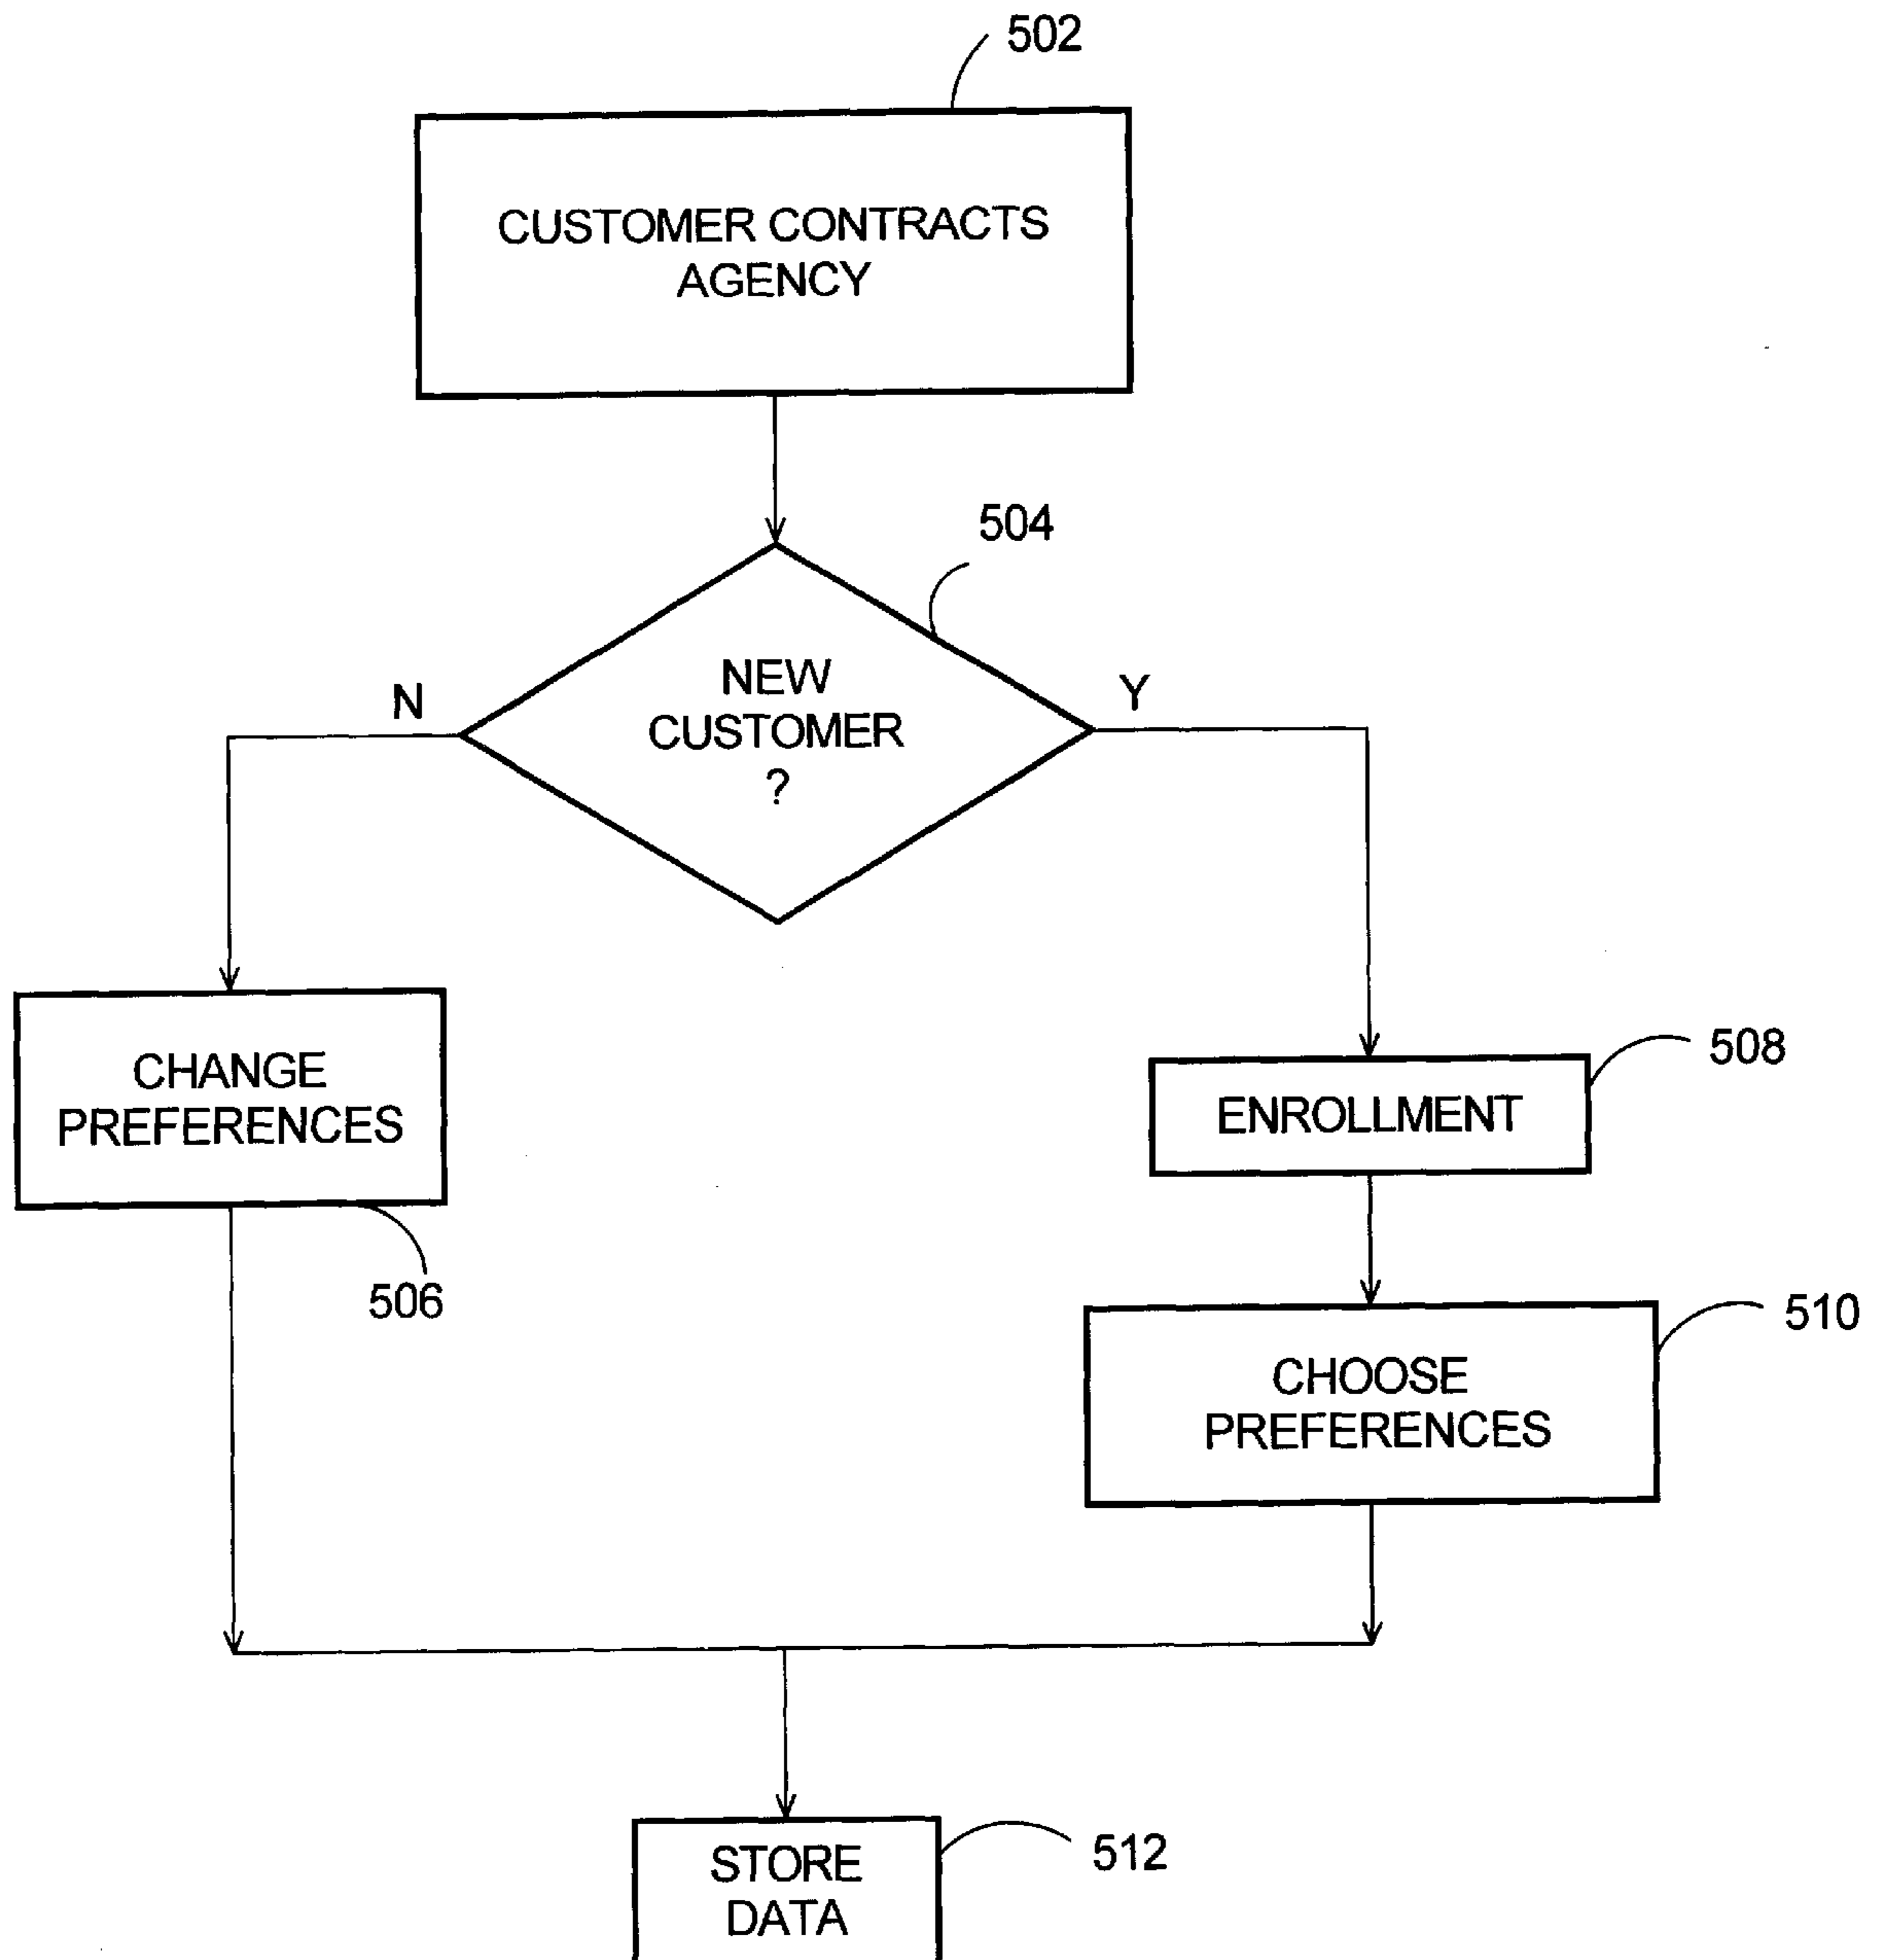 502
CUSTOMER CONTRACTS
AGENCY
504
NEW
CUSTOMER
?
N
Y
CHANGE
PREFERENCES
506
508
ENROLLMENT
510
CHOOSE
PREFERENCES
512
STORE
DATA